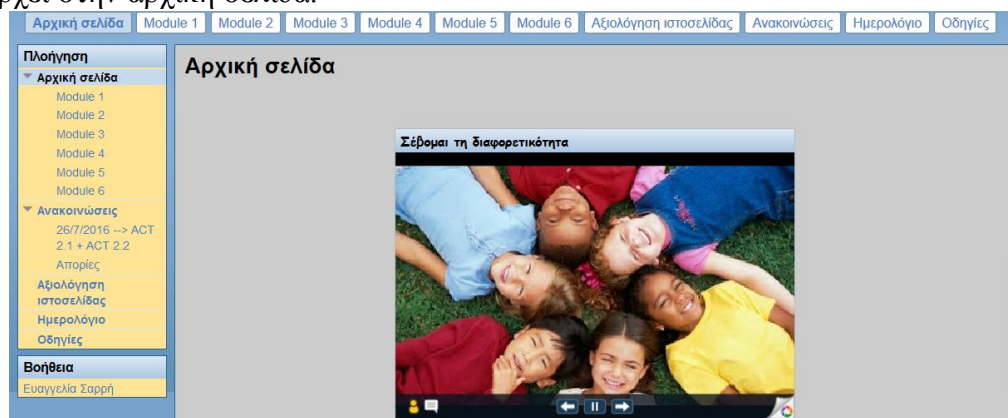 στην αρχική σελίδα.
Αρχική σελίδα Module 1 Module 2 Module 3 Module 4 Module 5 Module 6 Αξιολόγηση ιστοσελίδας Ανακοινώσεις Ημερολόγιο Οδηγίες
Πλοήγηση
Αρχική σελίδα
Module 1
Module 2
Module 3
Module 4
Module 5
Module 6
Ανακοινώσεις
26/7/2016 --> ACT
2.1 + ACT 2.2
Απορίες
Αξιολόγηση
ιστοσελίδας
Ημερολόγιο
Οδηγίες
Βοήθεια
Ευαγγελία Σαρρή
Αρχική σελίδα
Σέβομαι τη διαφορετικότητα